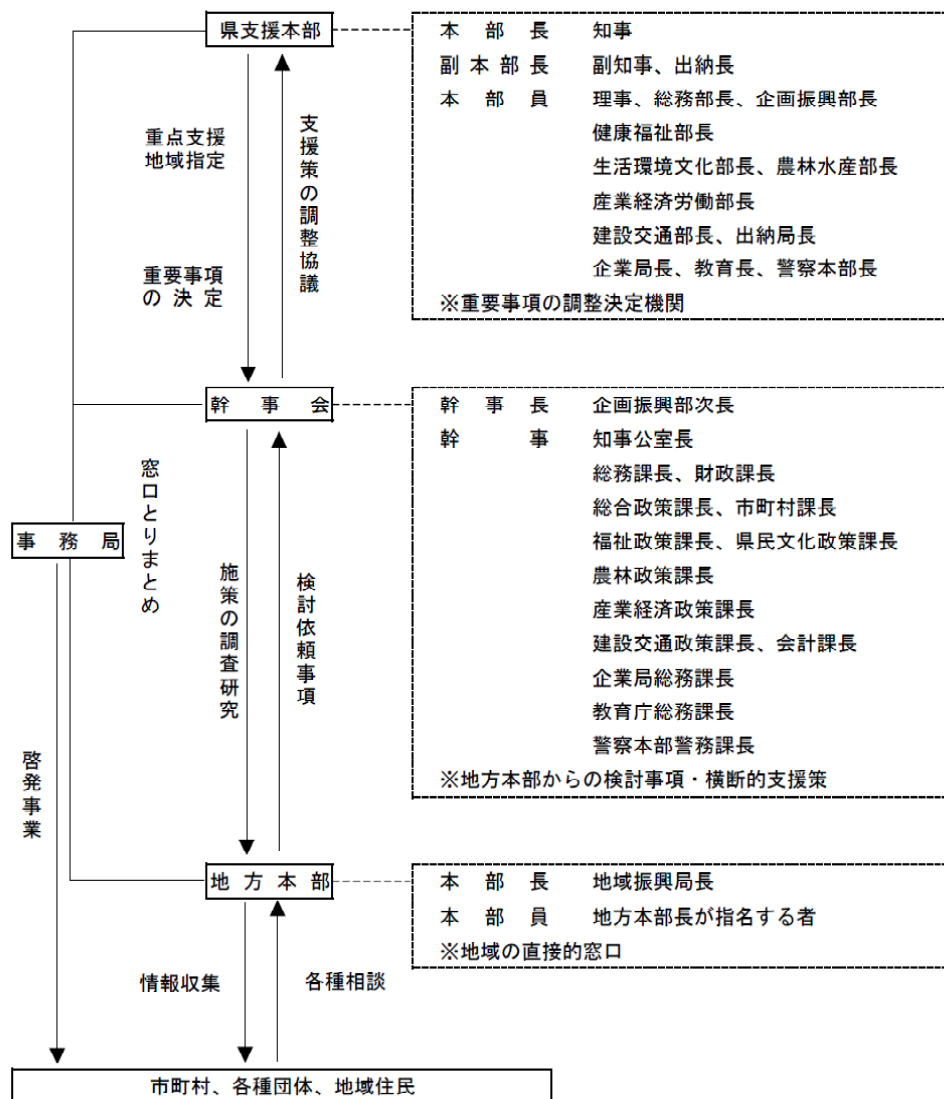 県支援本部
本部長 知事
副本部長 副知事、出納長
本部員 理事、総務部長、企画振興部長
健康福祉部長
生活環境文化部長、農林水産部長
産業経済労働部長
建設交通部長、出納局長
企業局長、教育長、警察本部長
※重要事項の調整決定機関
重点支援
地域指定
支援策の調整協議
重要事項
の決定
幹事会
幹事長 企画振興部次長
幹事 知事公室長
総務課長、財政課長
総合政策課長、市町村課長
福祉政策課長、県民文化政策課長
農林政策課長
産業経済政策課長
建設交通政策課長、会計課長
企業局総務課長
教育庁総務課長
警察本部警務課長
※地方本部からの検討事項・横断的支援策
事務局
窓口とりまとめ
施策の調査研究
検討依頼事項
啓発事業
地方本部
本部長 地域振興局長
本部員 地方本部長が指名する者
※地域の直接的窓口
情報収集
各種相談
市町村、各種団体、地域住民